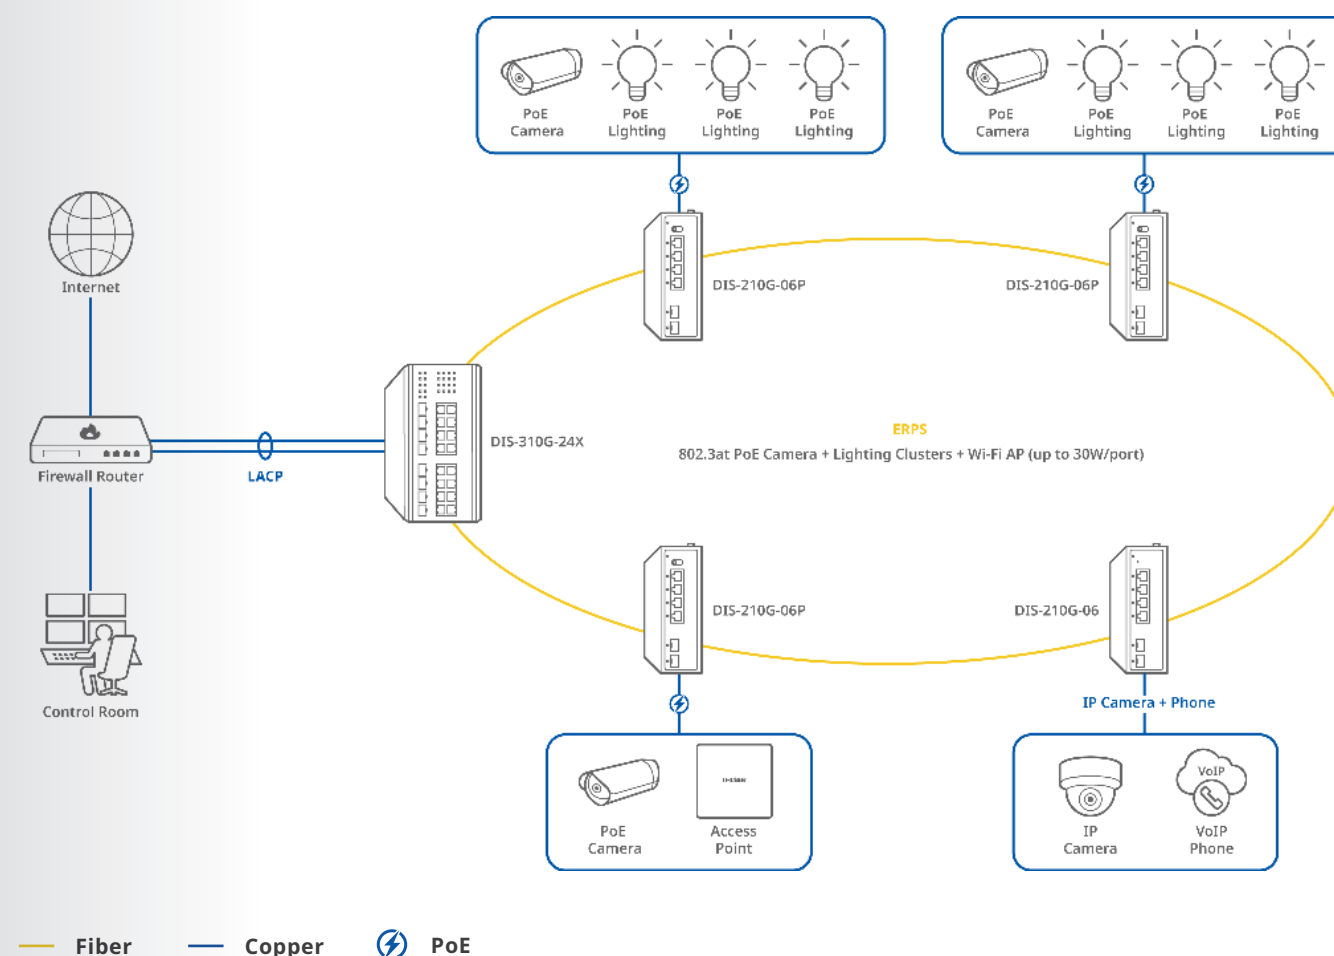 PoE
Camera
PoE
Lighting
PoE
Lighting
PoE
Lighting
PoE
Camera
PoE
Lighting
PoE
Lighting
PoE
Lighting
Internet
DIS-210G-06P
DIS-210G-06P
Firewall Router
LACP
DIS-310G-24X
ERPS
802.3at PoE Camera + Lighting Clusters + Wi-Fi AP (up to 30W/port)
Control Room
DIS-210G-06P
DIS-210G-06
IP Camera + Phone
PoE
Camera
D-Link
Access
Point
IP
Camera
VoIP
VoIP
Phone
Fiber
Copper
PoE